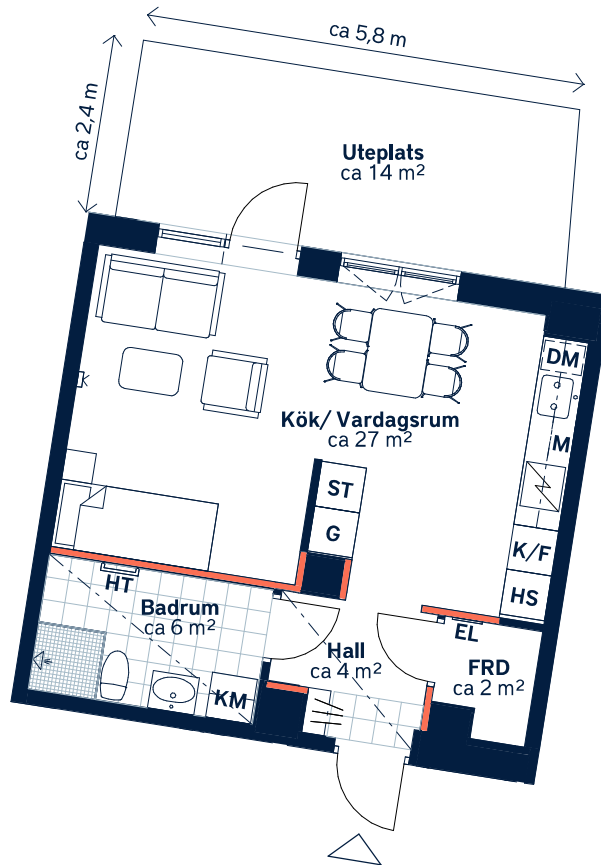 ca 5,8 m
ca 2,4 m
Uteplats
ca 14 m²
DM
M
Kök/ Vardagsrum
ca 27 m²
ST
G
K/F
HS
HT
Badrum
ca 6 m²
EL
Hall
ca 4 m²
FRD
ca 2 m²
KM